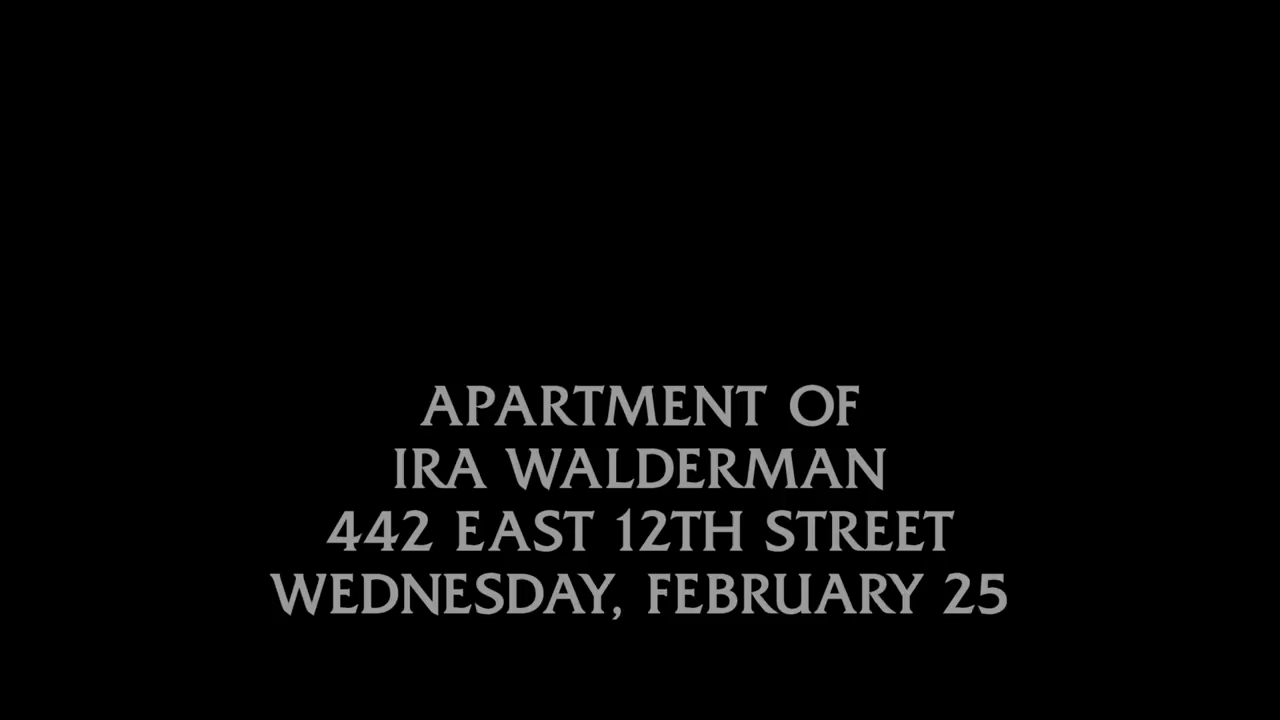 APARTMENT OF
IRA WALDERMAN
442 EAST 12TH STREET
WEDNESDAY, FEBRUARY 25